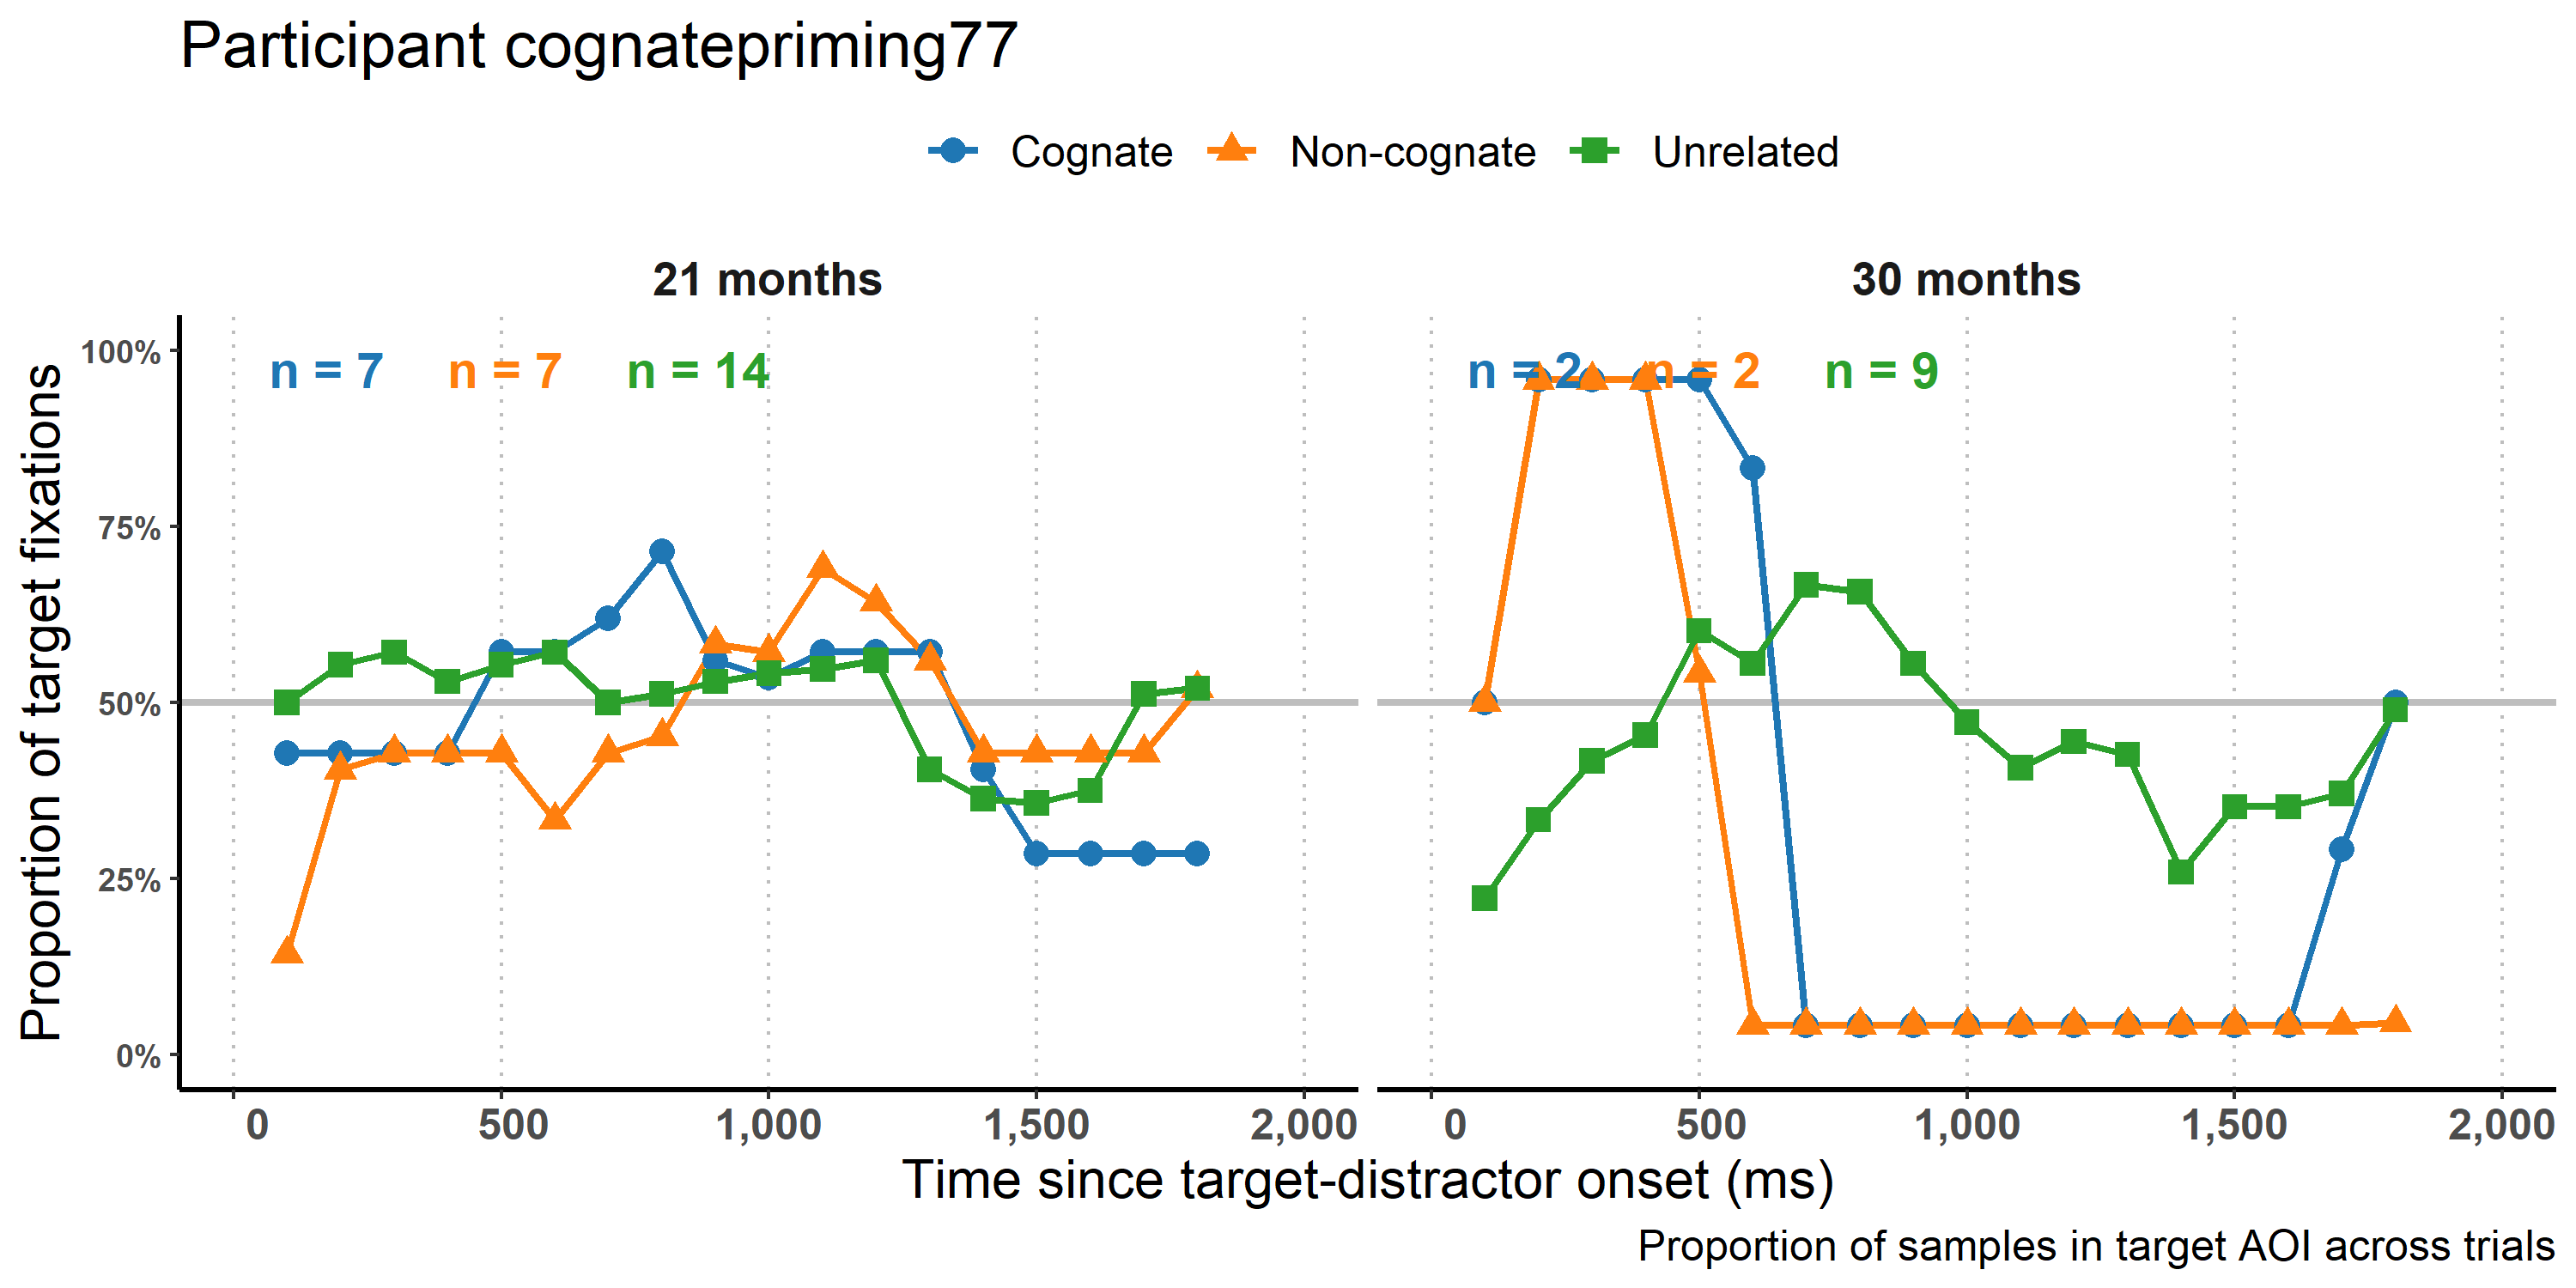 Participant cognatepriming77
Cognate Non-cognate Unrelated
21 months 30 months
n = 7 n = 7 n = 14 n = 2 n = 2 n = 9
100%
75%
50%
25%
0%
Proportion of target fixations
0 500 1,000 1,500 2,000 0 500 1,000 1,500 2,000
Time since target-distractor onset (ms)
Proportion of samples in target AOI across trials